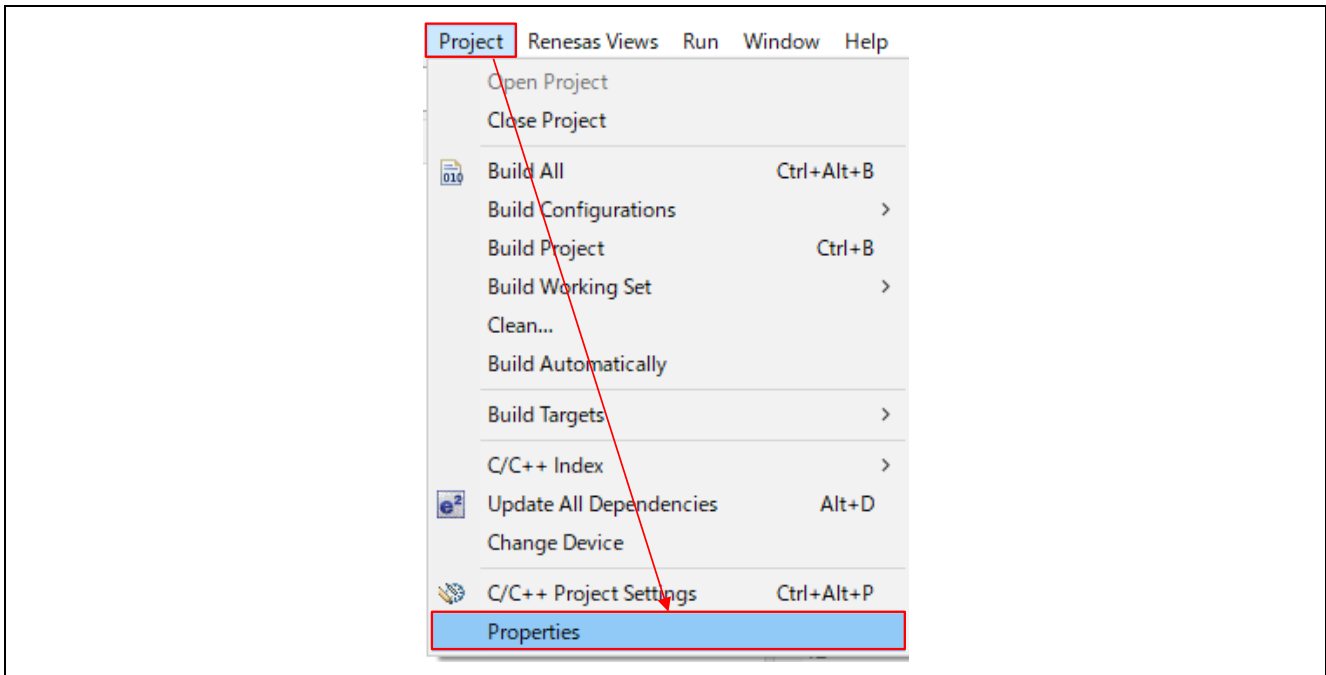 Project Renesas Views Run Window Help
Open Project
Close Project
010 Build All Ctrl+Alt+B
Build Configurations >
Build Project Ctrl+B
Build Working Set >
Clean...
Build Automatically
Build Targets >
C/C++ Index >
e² Update All Dependencies Alt+D
Change Device
C/C++ Project Settings Ctrl+Alt+P
Properties